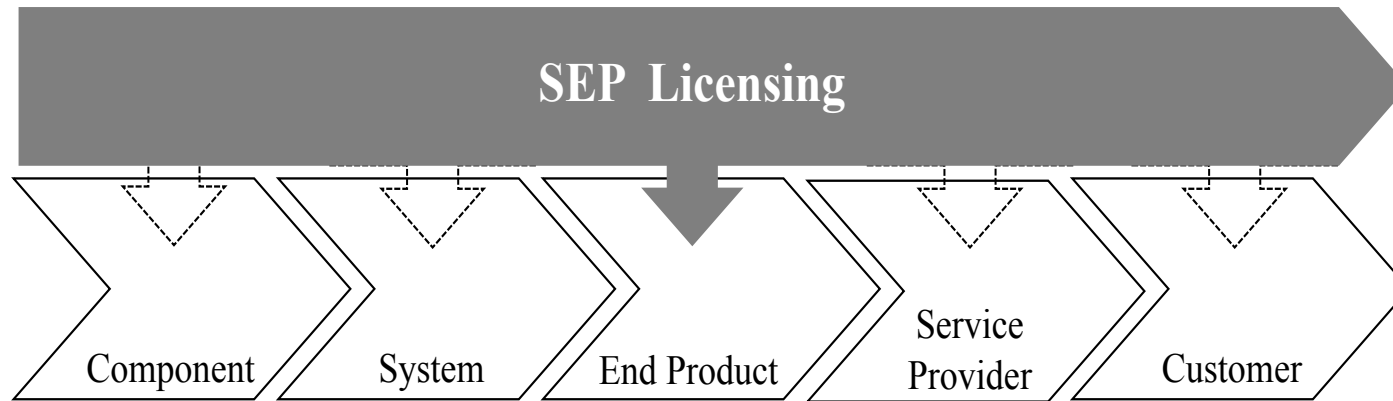 SEP Licensing
Component
System
End Product
Service
Provider
Customer